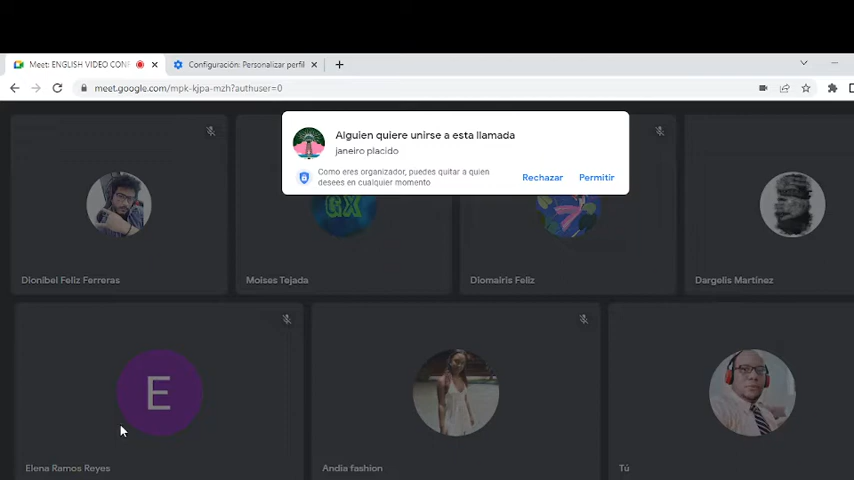 Meet: ENGLISH VIDEO CONF
Configuración: Personalizar perfil
meet.google.com/mpk-kjpa-mzh?authuser=0
Alguien quiere unirse a esta llamada
janeiro placido
Como eres organizador, puedes quitar a quien
desees en cualquier momento
Rechazar
Permitir
GX
Dionibel Feliz Ferreras
Moises Tejada
Diomairis Feliz
Dargelis Martínez
E
Elena Ramos Reyes
Andia fashion
Tú